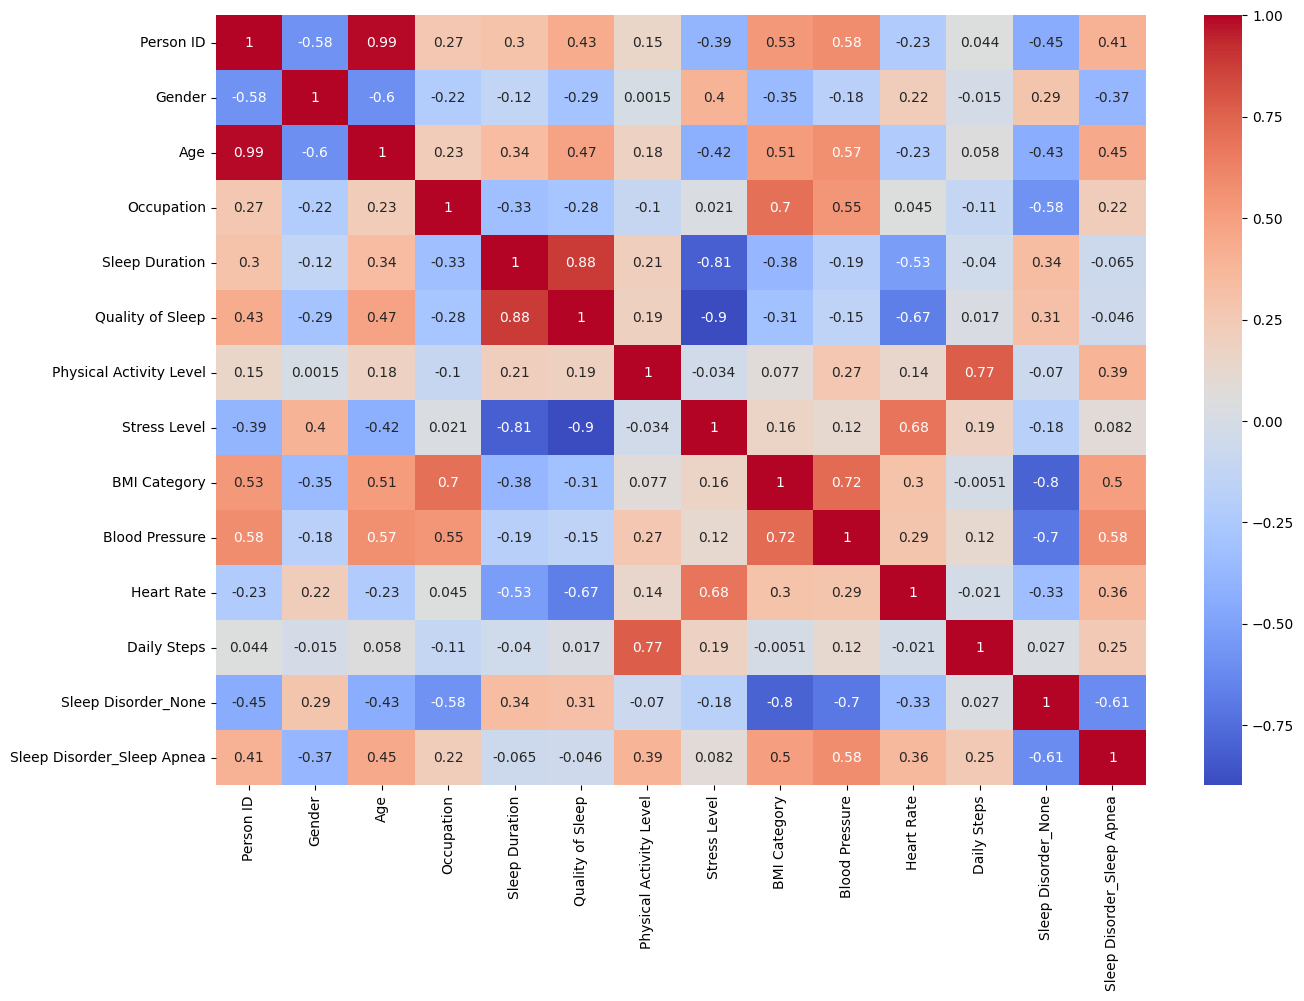 Person ID 1 -0.58 0.99 0.27 0.3 0.43 0.15 -0.39 0.53 0.58 -0.23 0.044 -0.45 0.41
Gender -0.58 1 -0.6 -0.22 -0.12 -0.29 0.0015 0.4 -0.35 -0.18 0.22 -0.015 0.29 -0.37
Age 0.99 -0.6 1 0.23 0.34 0.47 0.18 -0.42 0.51 0.57 -0.23 0.058 -0.43 0.45
Occupation 0.27 -0.22 0.23 1 -0.33 -0.28 -0.1 0.021 0.7 0.55 0.045 -0.11 -0.58 0.22
Sleep Duration 0.3 -0.12 0.34 -0.33 1 0.88 0.21 -0.81 -0.38 -0.19 -0.53 -0.04 0.34 -0.065
Quality of Sleep 0.43 -0.29 0.47 -0.28 0.88 1 0.19 -0.9 -0.31 -0.15 -0.67 0.017 0.31 -0.046
Physical Activity Level 0.15 0.0015 0.18 -0.1 0.21 0.19 1 -0.034 0.077 0.27 0.14 0.77 -0.07 0.39
Stress Level -0.39 0.4 -0.42 0.021 -0.81 -0.9 -0.034 1 0.16 0.12 0.68 0.19 -0.18 0.082
BMI Category 0.53 -0.35 0.51 0.7 -0.38 -0.31 0.077 0.16 1 0.72 0.3 -0.0051 -0.8 0.5
Blood Pressure 0.58 -0.18 0.57 0.55 -0.19 -0.15 0.27 0.12 0.72 1 0.29 0.12 -0.7 0.58
Heart Rate -0.23 0.22 -0.23 0.045 -0.53 -0.67 0.14 0.68 0.3 0.29 1 -0.021 -0.33 0.36
Daily Steps 0.044 -0.015 0.058 -0.11 -0.04 0.017 0.77 0.19 -0.0051 0.12 -0.021 1 0.027 0.25
Sleep Disorder_None -0.45 0.29 -0.43 -0.58 0.34 0.31 -0.07 -0.18 -0.8 -0.7 -0.33 0.027 1 -0.61
Sleep Disorder_Sleep Apnea 0.41 -0.37 0.45 0.22 -0.065 -0.046 0.39 0.082 0.5 0.58 0.36 0.25 -0.61 1
Person ID
Gender
Age
Occupation
Sleep Duration
Quality of Sleep
Physical Activity Level
Stress Level
BMI Category
Blood Pressure
Heart Rate
Daily Steps
Sleep Disorder_None
Sleep Disorder_Sleep Apnea
1.00
0.75
0.50
0.25
0.00
−0.25
−0.50
−0.75